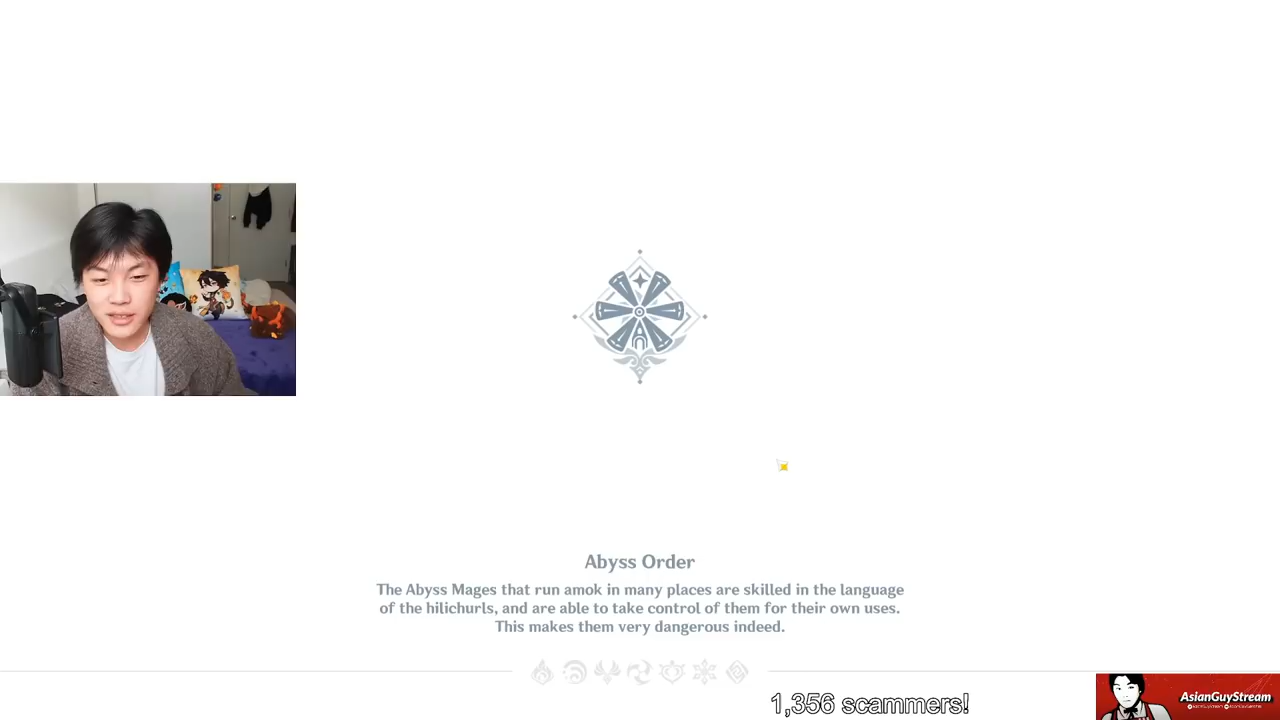 Abyss Order
The Abyss Mages that run amok in many places are skilled in the language
of the hilichurls, and are able to take control of them for their own uses.
This makes them very dangerous indeed.
1,356 scammers!
AsianGuyStream